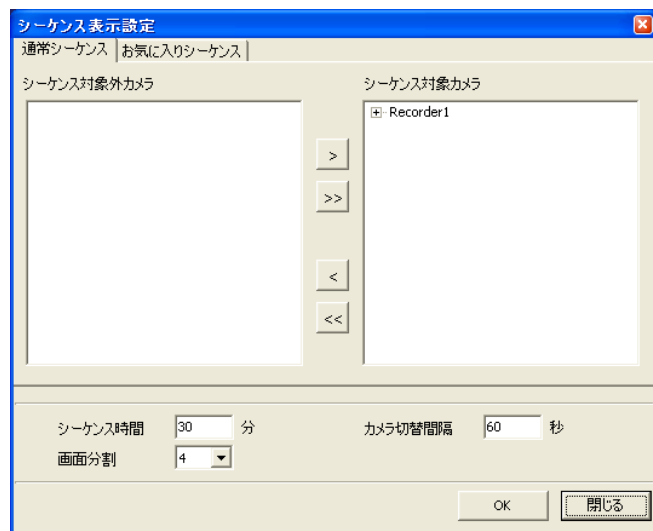 シーケンス表示設定
通常シーケンス お気に入りシーケンス
シーケンス対象外カメラ シーケンス対象カメラ
Recorder1
>
>>
<
<<
シーケンス時間 30 分 カメラ切替間隔 60 秒
画面分割 4
OK 閉じる